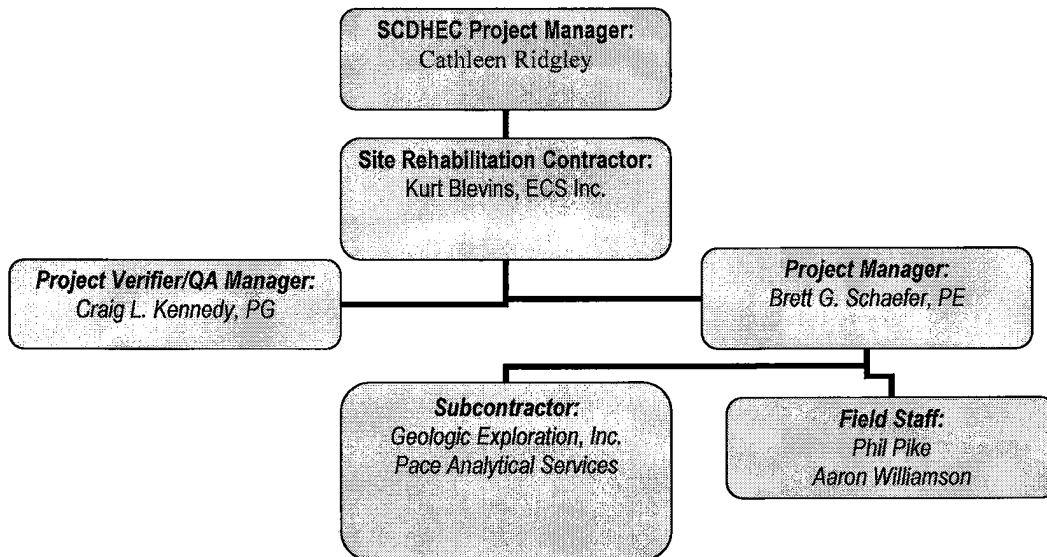 SCDHEC Project Manager:
Cathleen Ridgley
Site Rehabilitation Contractor:
Kurt Blevins, ECS Inc.
Project Verifier/QA Manager:
Craig L. Kennedy, PG
Project Manager:
Brett G. Schaefer, PE
Subcontractor:
Geologic Exploration, Inc.
Pace Analytical Services
Field Staff:
Phil Pike
Aaron Williamson